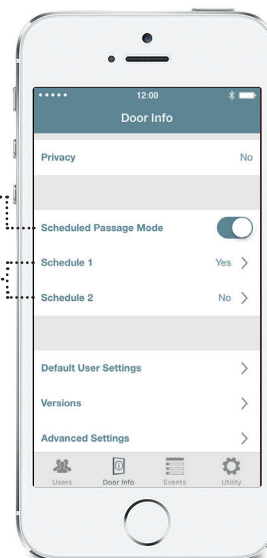 12:00
Door Info
Privacy No
Scheduled Passage Mode
Schedule 1 Yes
Schedule 2 No
Default User Settings
Versions
Advanced Settings
Users Door Info Events Utility